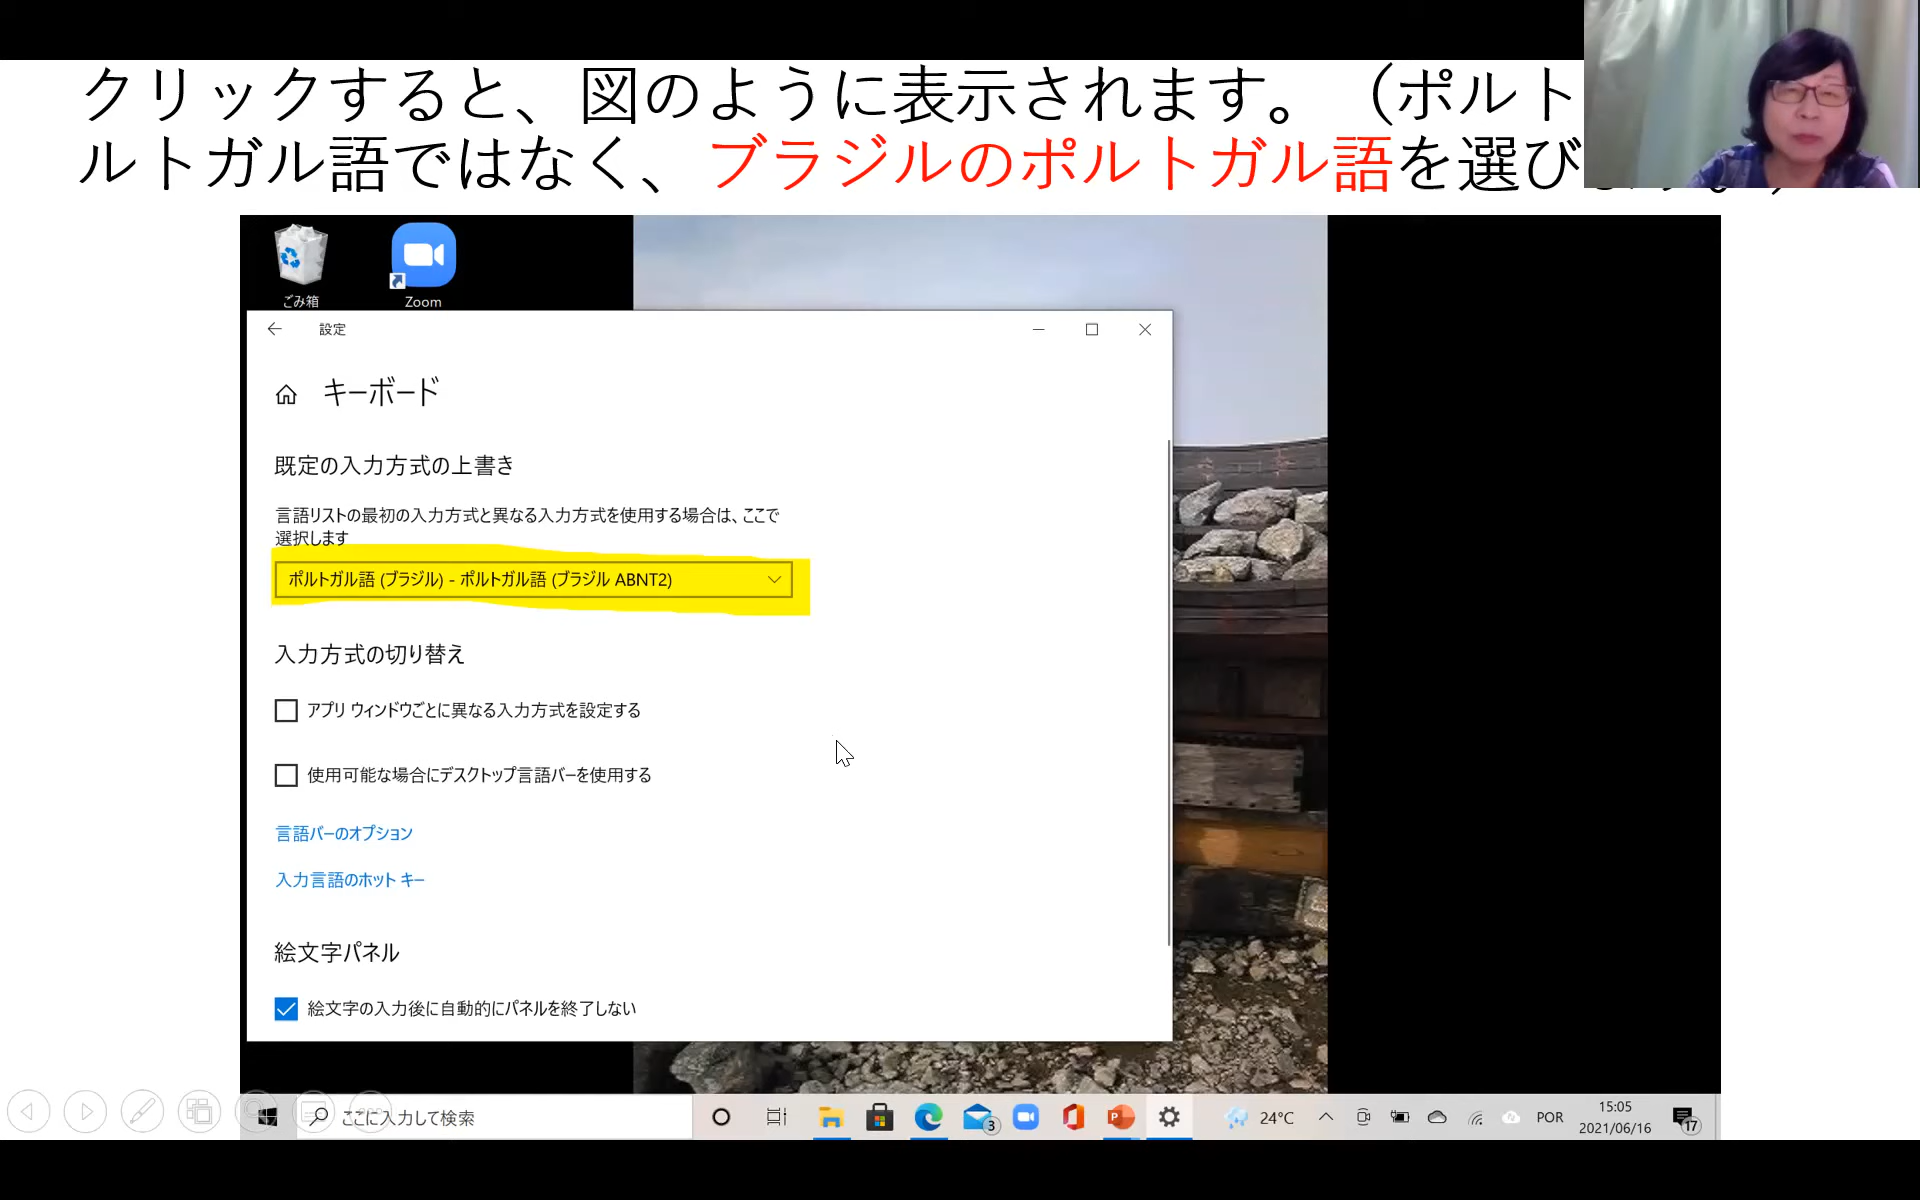 クリックすると、図のように表示されます。（ポルト
ルトガル語ではなく、ブラジルのポルトガル語を選び
ごみ箱
Zoom
設定
キーボード
既定の入力方式の上書き
言語リストの最初の入力方式と異なる入力方式を使用する場合は、ここで
選択します
ポルトガル語 (ブラジル) - ポルトガル語 (ブラジル ABNT2)
入力方式の切り替え
アプリ ウィンドウごとに異なる入力方式を設定する
使用可能な場合にデスクトップ言語バーを使用する
言語バーのオプション
入力言語のホット キー
絵文字パネル
絵文字の入力後に自動的にパネルを終了しない
ここに入力して検索
3
24°C
POR
15:05
2021/06/16
17